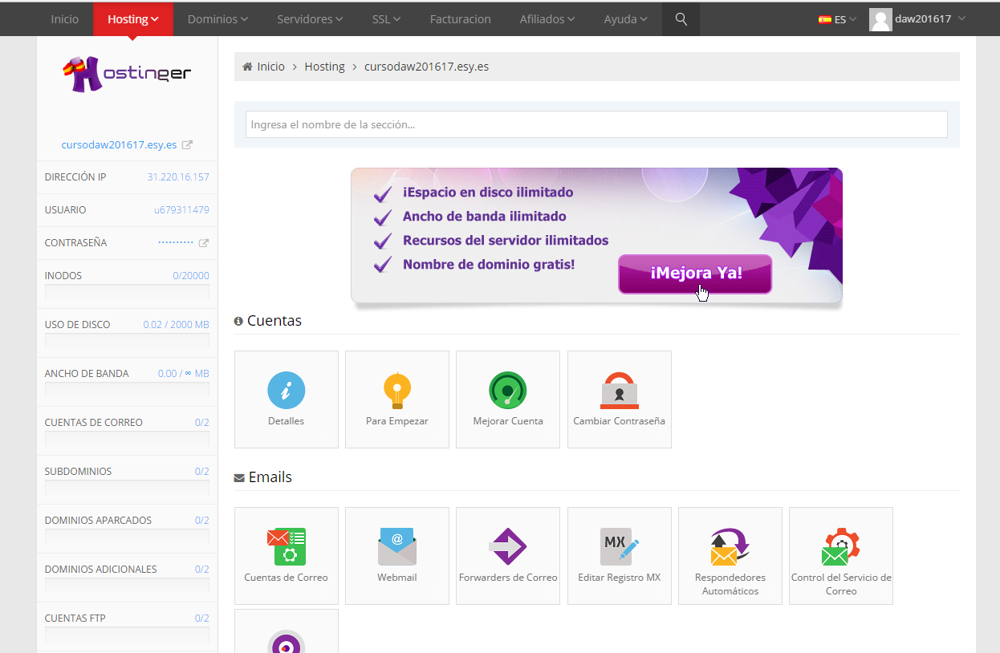 Inicio Hosting Dominios Servidores SSL Facturacion Afiliados Ayuda ES daw201617
Hostinger
Inicio > Hosting > cursodaw201617.esy.es
Ingresa el nombre de la sección...
cursodaw201617.esy.es
DIRECCIÓN IP 31.220.16.157
USUARIO u679311479
CONTRASEÑA ··········
INODOS 0/20000
USO DE DISCO 0.02 / 2000 MB
ANCHO DE BANDA 0.00 / ∞ MB
CUENTAS DE CORREO 0/2
SUBDOMINIOS 0/2
DOMINIOS APARCADOS 0/2
DOMINIOS ADICIONALES 0/2
CUENTAS FTP 0/2
¡Espacio en disco ilimitado
Ancho de banda ilimitado
Recursos del servidor ilimitados
Nombre de dominio gratis!
¡Mejora Ya!
Cuentas
Detalles
Para Empezar
Mejorar Cuenta
Cambiar Contraseña
Emails
Cuentas de Correo
@
Webmail
Forwarders de Correo
MX
Editar Registro MX
Respondedores
Automáticos
Control del Servicio de
Correo